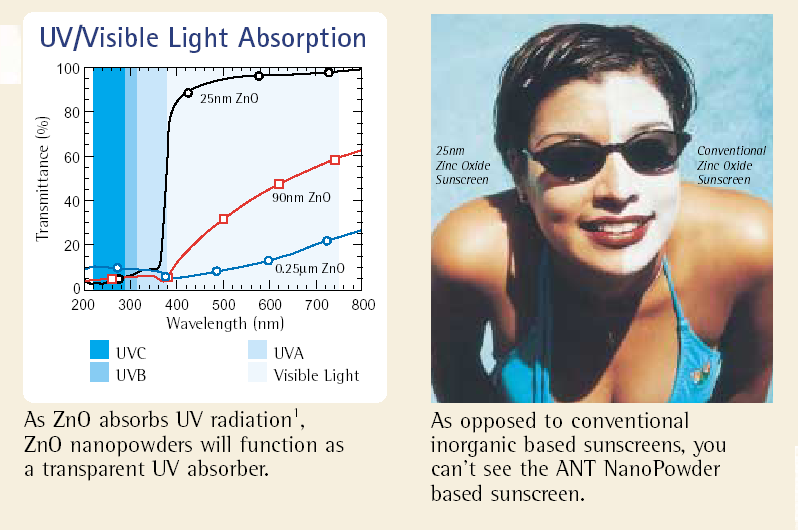 UV/Visible Light Absorption
Transmittance (%)
100
80
60
40
20
0
25nm ZnO
90nm ZnO
0.25µm ZnO
200 300 400 500 600 700 800
Wavelength (nm)
UVC UVA
UVB Visible Light
As ZnO absorbs UV radiation¹,
ZnO nanopowders will function as
a transparent UV absorber.
25nm
Zinc Oxide
Sunscreen
Conventional
Zinc Oxide
Sunscreen
As opposed to conventional
inorganic based sunscreens, you
can't see the ANT NanoPowder
based sunscreen.